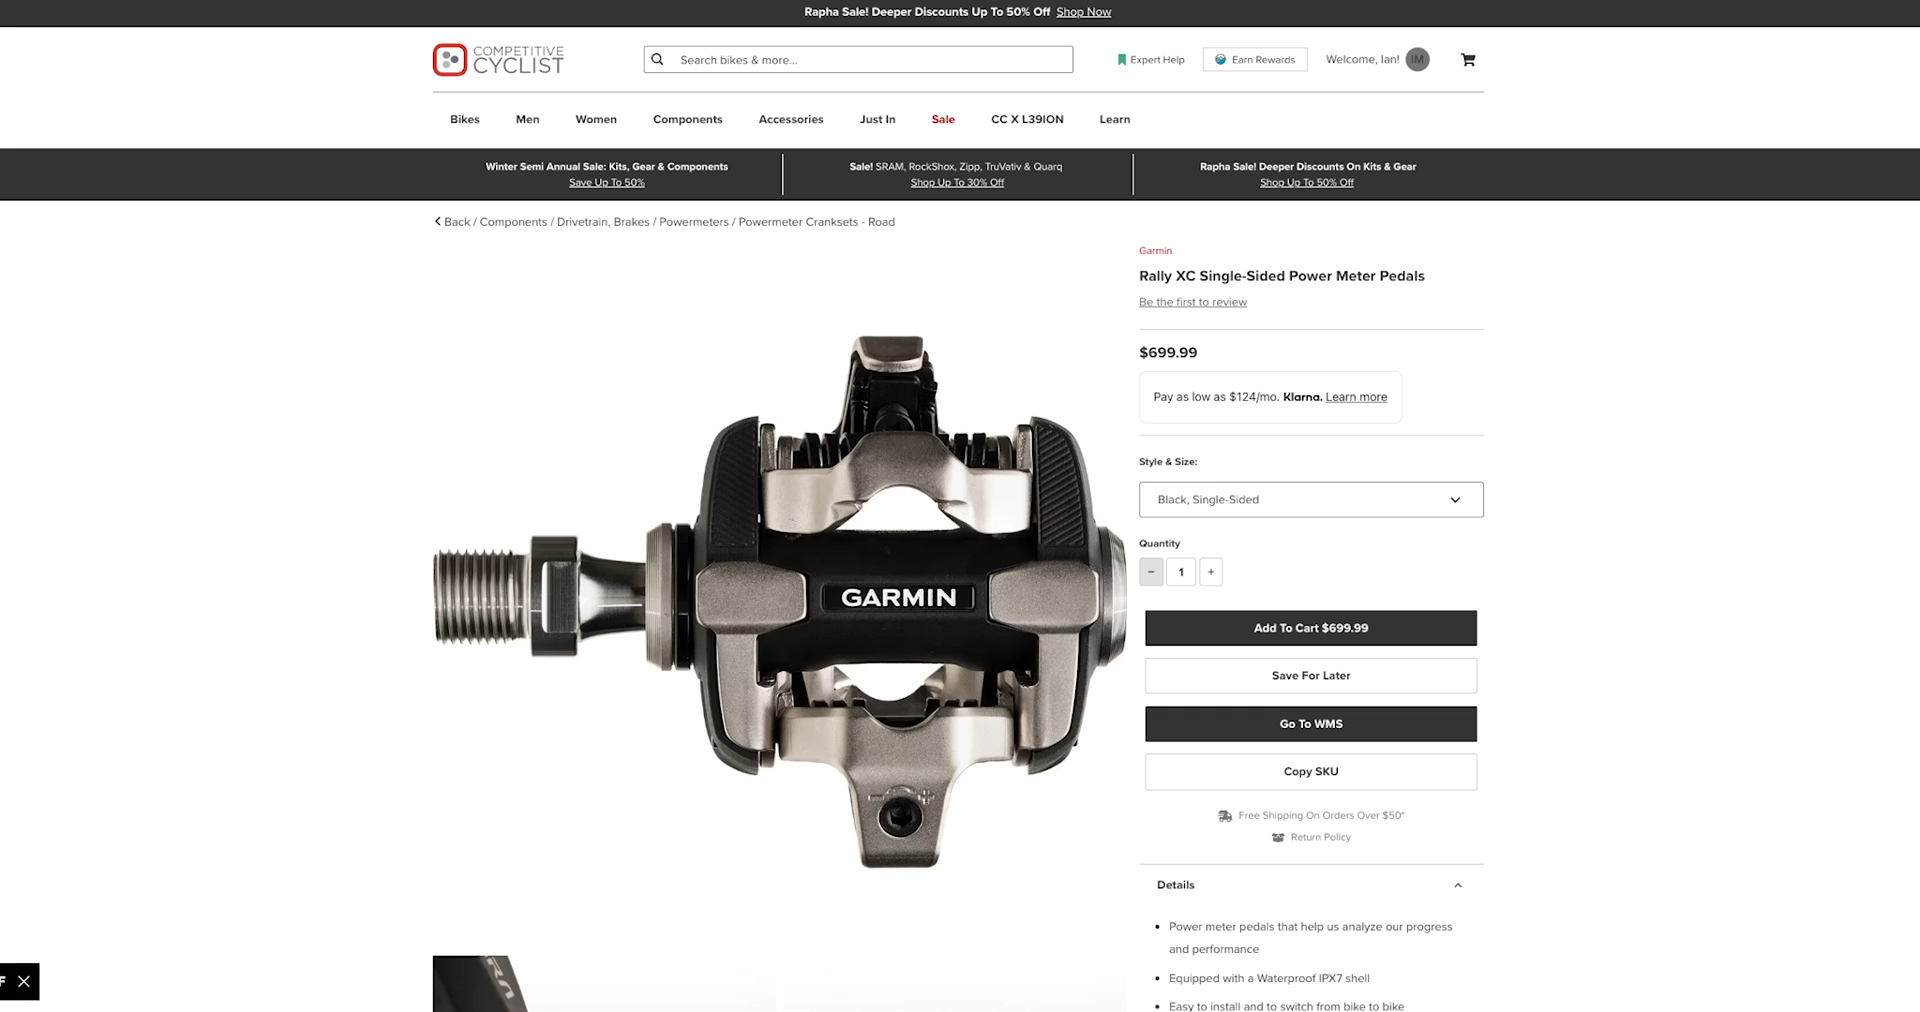 Rapha Sale! Deeper Discounts Up To 50% Off Shop Now
COMPETITIVE
CYCLIST
Search bikes & more...
Expert Help
Earn Rewards
Welcome, Ian!
IM
Bikes
Men
Women
Components
Accessories
Just In
Sale
CC X L39ION
Learn
Winter Semi Annual Sale: Kits, Gear & Components
Save Up To 50%
Sale! SRAM, RockShox, Zipp, TruVativ & Quarq
Shop Up To 30% Off
Rapha Sale! Deeper Discounts On Kits & Gear
Shop Up To 50% Off
Back / Components / Drivetrain, Brakes / Powermeters / Powermeter Cranksets - Road
GARMIN
Garmin
Rally XC Single-Sided Power Meter Pedals
Be the first to review
$699.99
Pay as low as $124/mo. Klarna. Learn more
Style & Size:
Black, Single-Sided
Quantity
- 1 +
Add To Cart $699.99
Save For Later
Go To WMS
Copy SKU
Free Shipping On Orders Over $50*
Return Policy
Details
• Power meter pedals that help us analyze our progress
and performance
• Equipped with a Waterproof IPX7 shell
• Easy to install and to switch from bike to bike